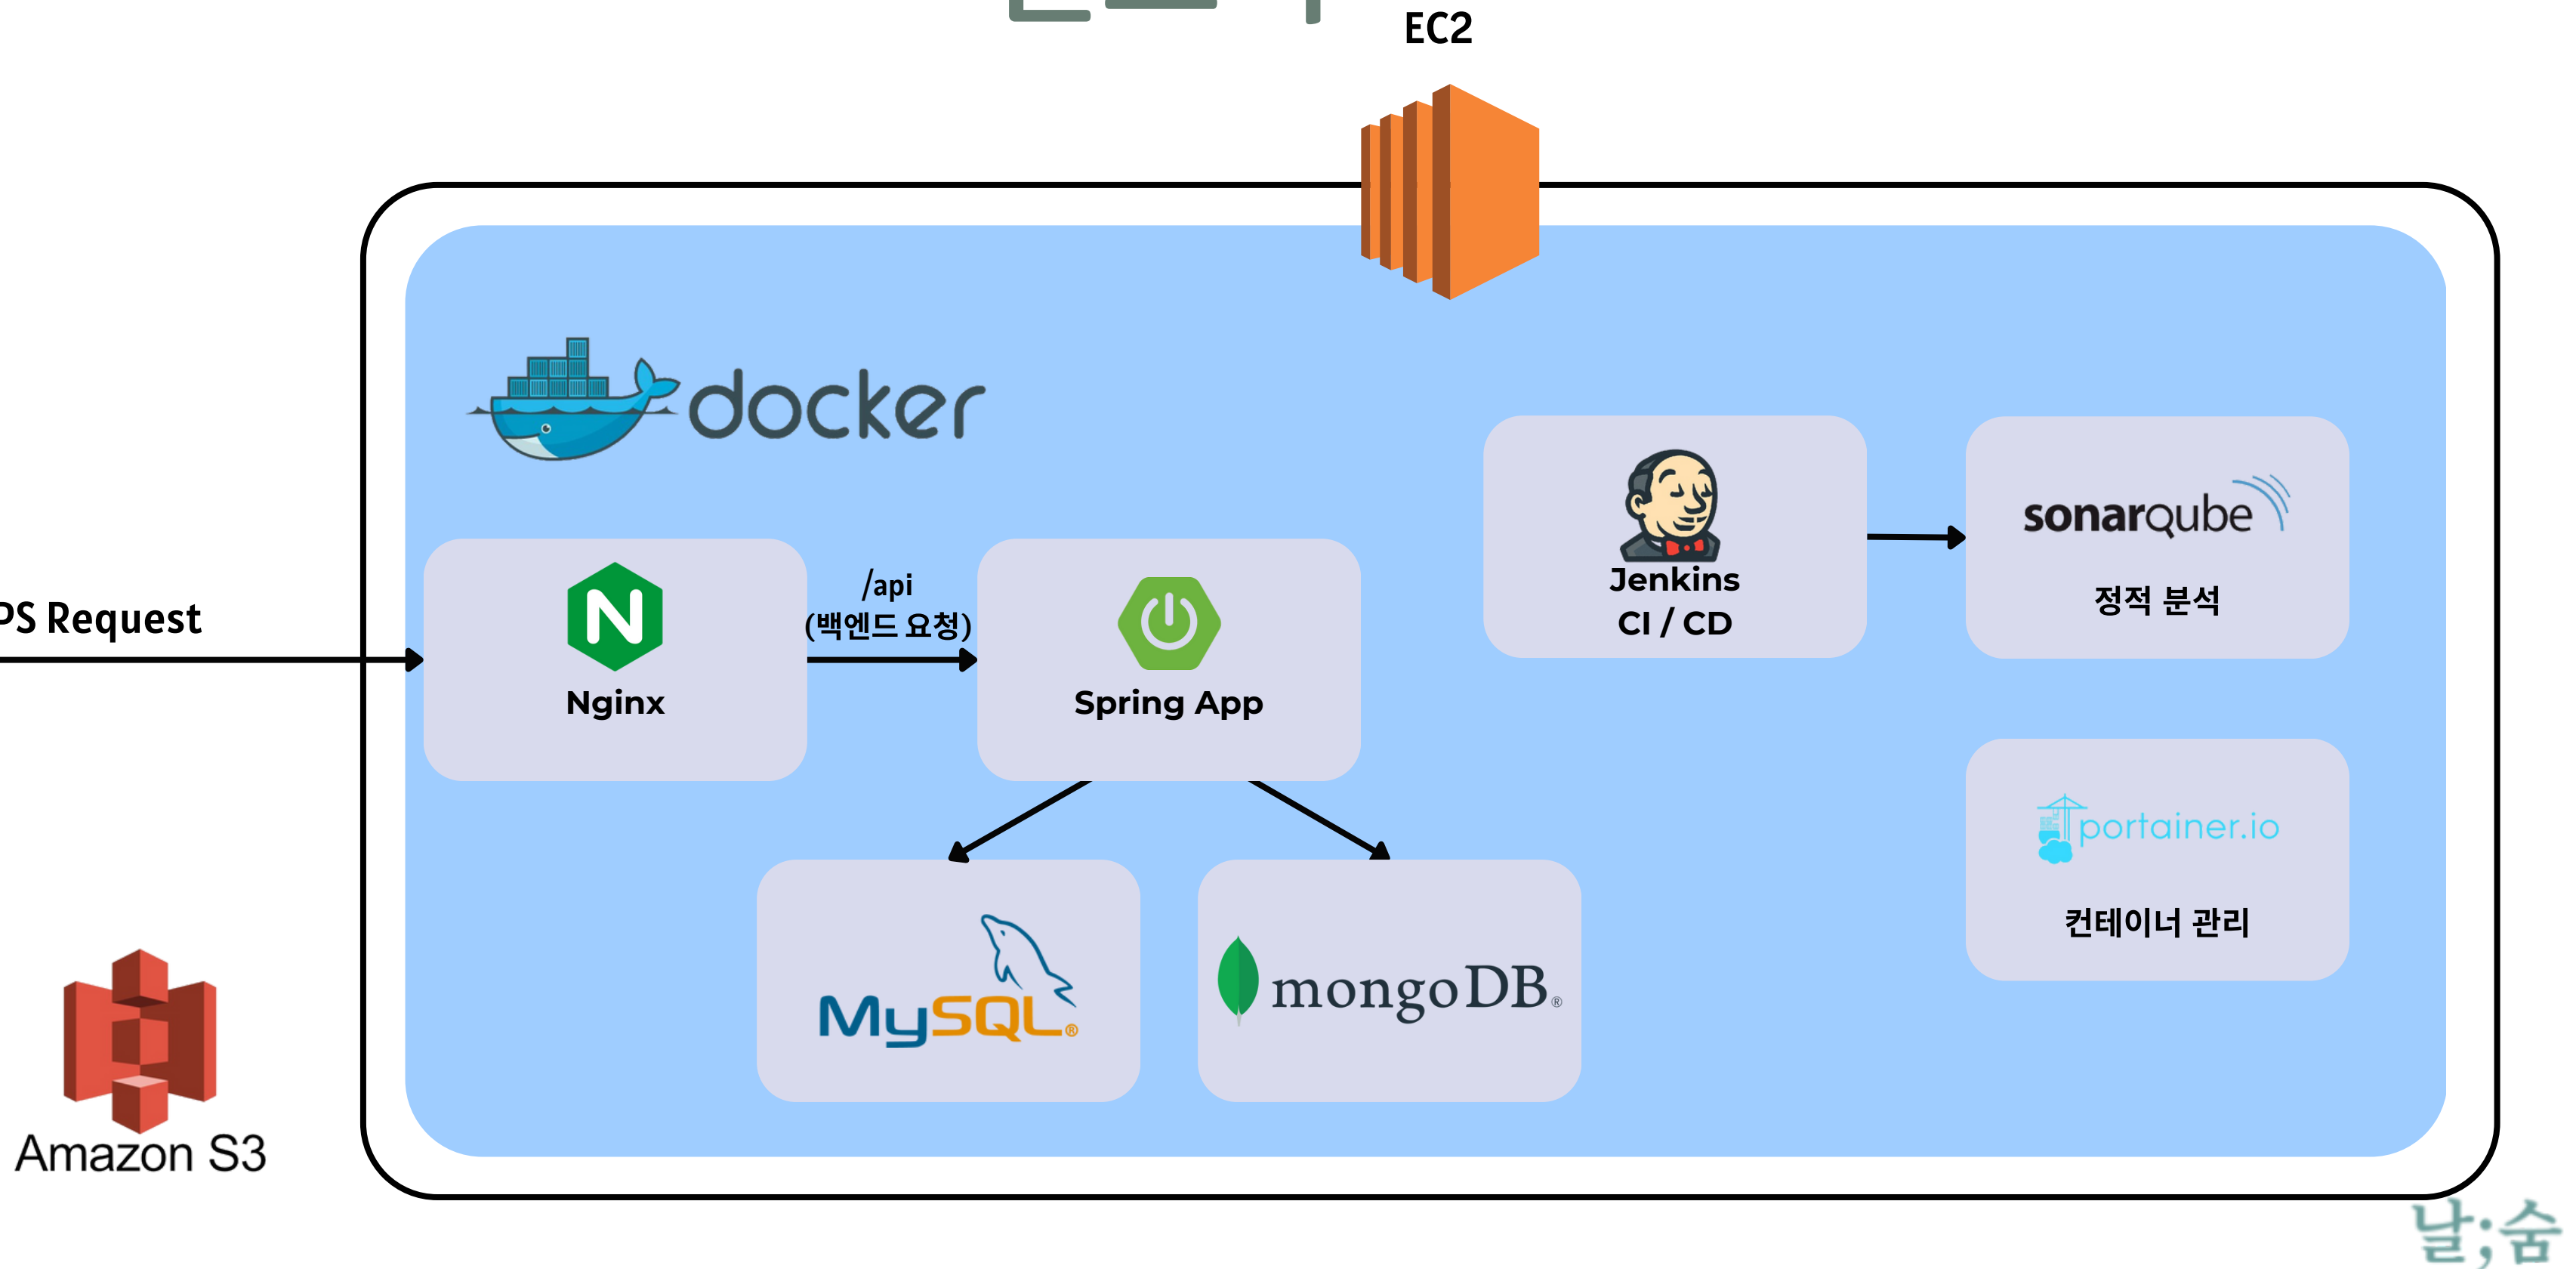 EC2
docker
PS Request
/api
(백엔드 요청)
Nginx
Spring App
Jenkins
CI / CD
sonarqube
정적 분석
portainer.io
컨테이너 관리
MySQL®
mongoDB®
Amazon S3
날;숨